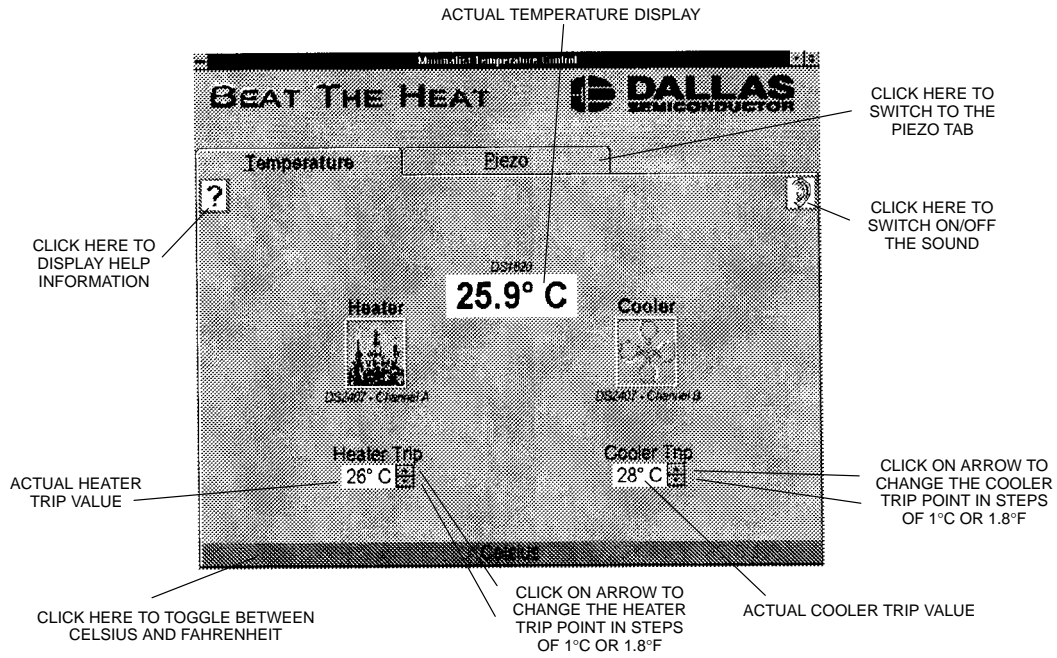 ACTUAL TEMPERATURE DISPLAY
Minimalist Temperature Control
BEAT THE HEAT
DALLAS
SEMICONDUCTOR
CLICK HERE TO
SWITCH TO THE
PIEZO TAB
Temperature
Piezo
?
CLICK HERE TO
DISPLAY HELP
INFORMATION
CLICK HERE TO
SWITCH ON/OFF
THE SOUND
DS1820
25.9° C
Heater
Cooler
DS2407 - Channel A
DS2407 - Channel B
Heater Trip
26° C
Cooler Trip
28° C
ACTUAL HEATER
TRIP VALUE
CLICK ON ARROW TO
CHANGE THE COOLER
TRIP POINT IN STEPS
OF 1°C OR 1.8°F
Celsius
CLICK HERE TO TOGGLE BETWEEN
CELSIUS AND FAHRENHEIT
CLICK ON ARROW TO
CHANGE THE HEATER
TRIP POINT IN STEPS
OF 1°C OR 1.8°F
ACTUAL COOLER TRIP VALUE